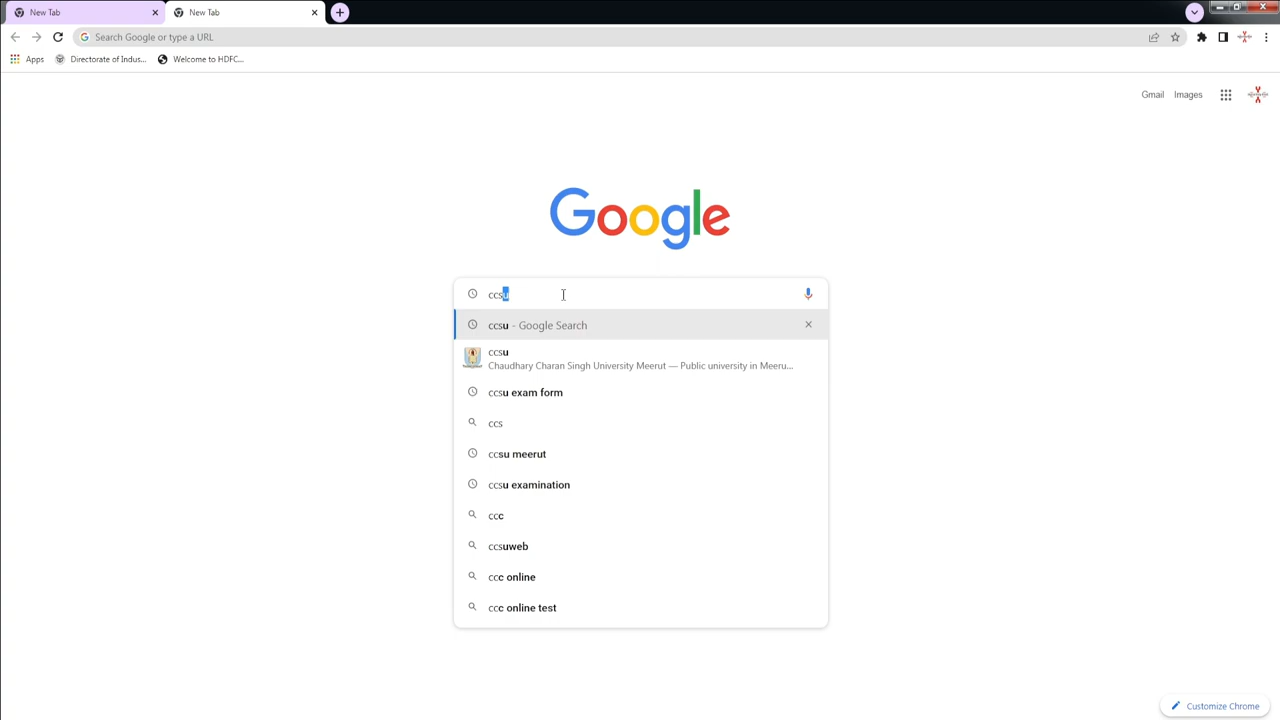 New Tab
New Tab
Search Google or type a URL
Apps
Directorate of Indus...
Welcome to HDFC...
Gmail
Images
Google
ccsu
ccsu - Google Search
ccsu
Chaudhary Charan Singh University Meerut — Public university in Meeru...
ccsu exam form
ccs
ccsu meerut
ccsu examination
ccc
ccsuweb
ccc online
ccc online test
Customize Chrome